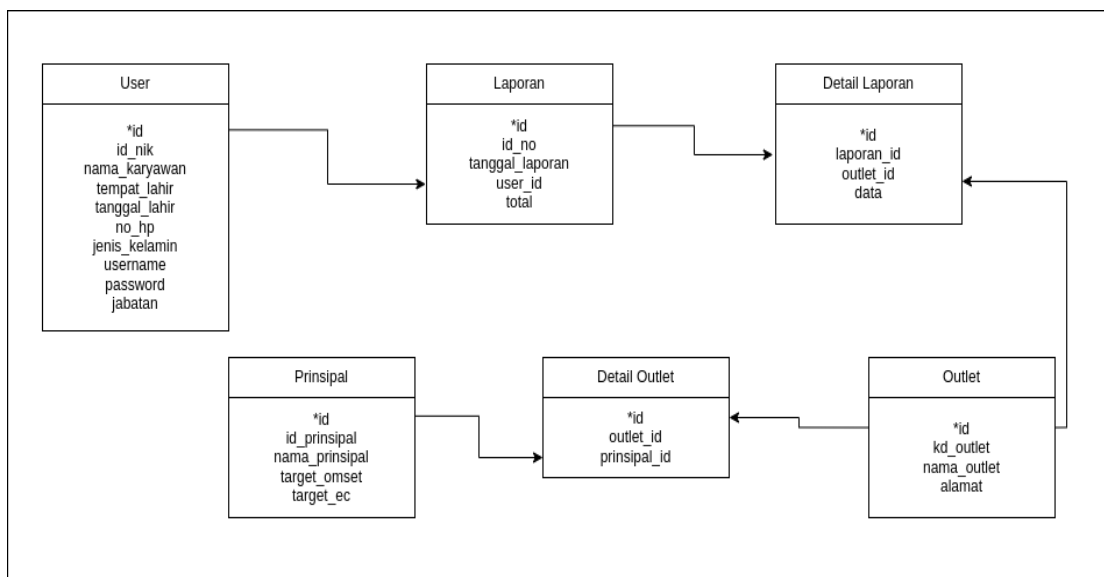 User
*id
id_nik
nama_karyawan
tempat_lahir
tanggal_lahir
no_hp
jenis_kelamin
username
password
jabatan
Laporan
*id
id_no
tanggal_laporan
user_id
total
Detail Laporan
*id
laporan_id
outlet_id
data
Prinsipal
*id
id_prinsipal
nama_prinsipal
target_omset
target_ec
Detail Outlet
*id
outlet_id
prinsipal_id
Outlet
*id
kd_outlet
nama_outlet
alamat